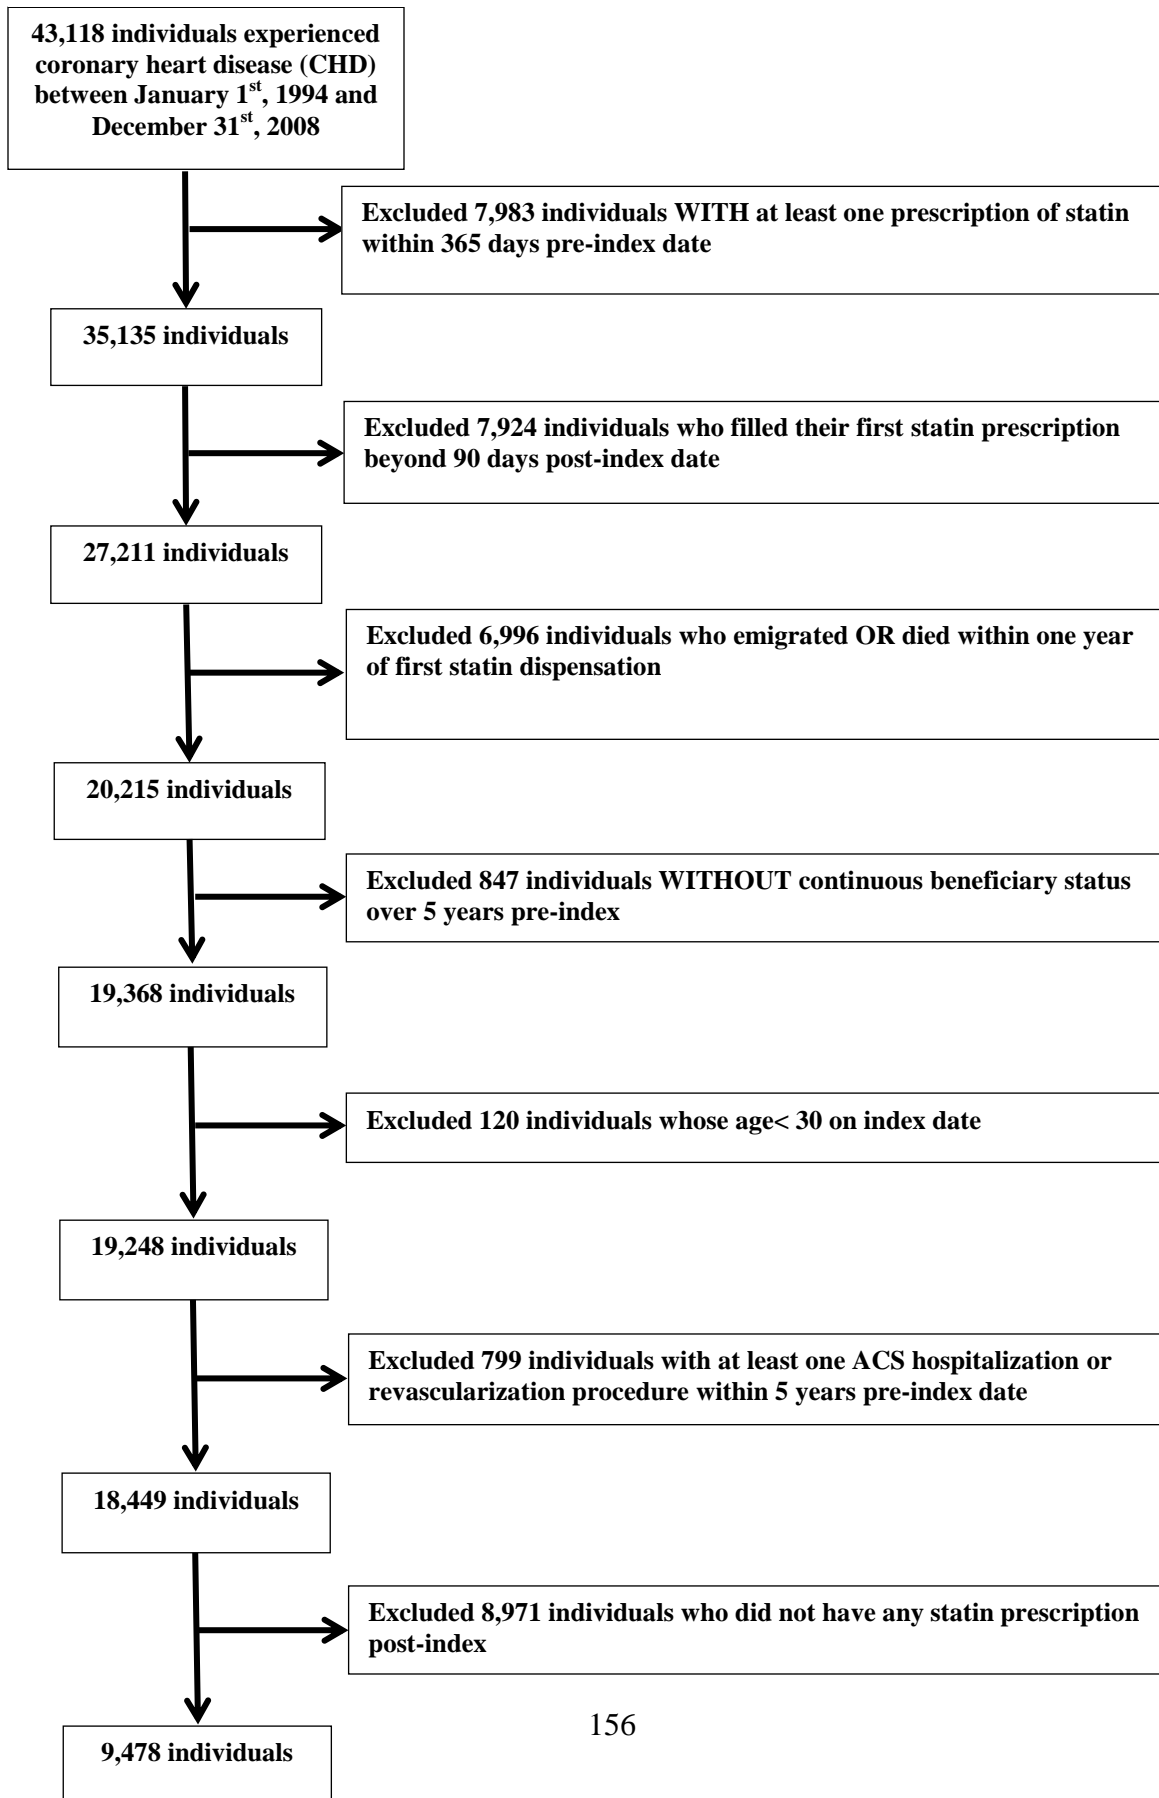 43,118 individuals experienced
coronary heart disease (CHD)
between January 1st, 1994 and
December 31st, 2008
Excluded 7,983 individuals WITH at least one prescription of statin
within 365 days pre-index date
35,135 individuals
Excluded 7,924 individuals who filled their first statin prescription
beyond 90 days post-index date
27,211 individuals
Excluded 6,996 individuals who emigrated OR died within one year
of first statin dispensation
20,215 individuals
Excluded 847 individuals WITHOUT continuous beneficiary status
over 5 years pre-index
19,368 individuals
Excluded 120 individuals whose age< 30 on index date
19,248 individuals
Excluded 799 individuals with at least one ACS hospitalization or
revascularization procedure within 5 years pre-index date
18,449 individuals
Excluded 8,971 individuals who did not have any statin prescription
post-index
156
9,478 individuals